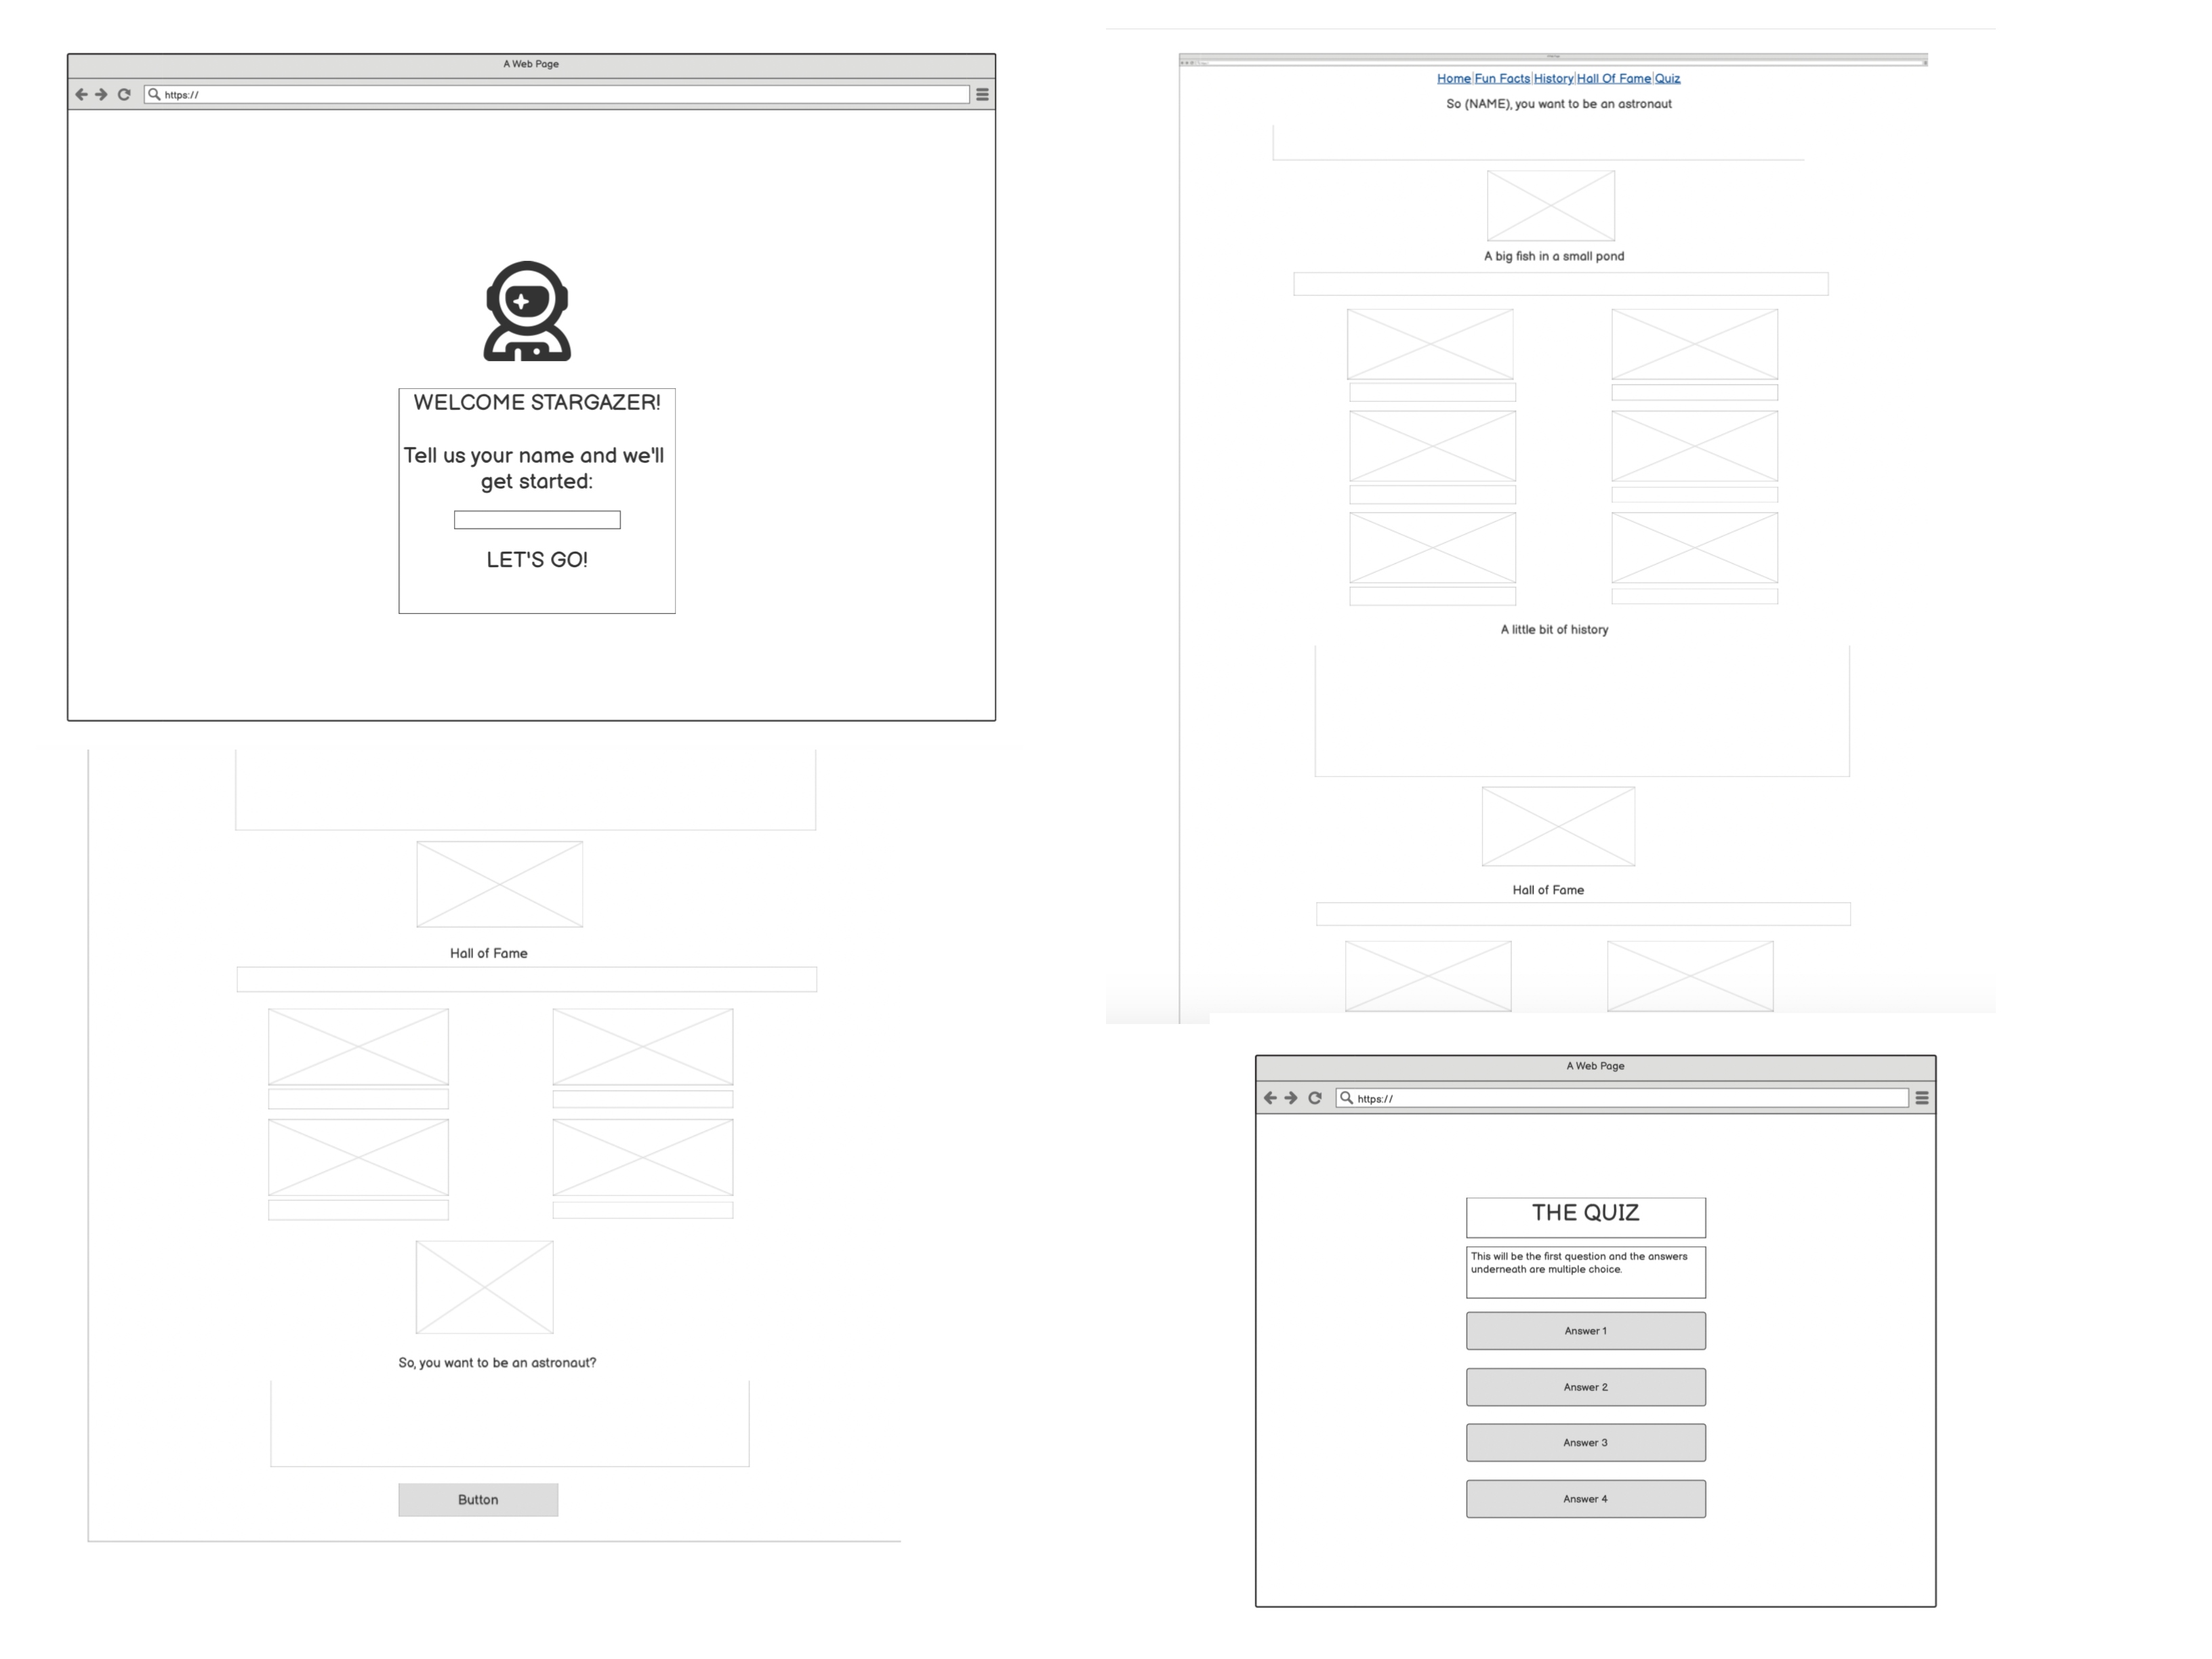 A Web Page
https://
WELCOME STARGAZER!
Tell us your name and we'll
get started:
LET'S GO!
Home Fun Facts History Hall Of Fame Quiz
So (NAME), you want to be an astronaut
A big fish in a small pond
A little bit of history
Hall of Fame
Hall of Fame
So, you want to be an astronaut?
Button
A Web Page
https://
THE QUIZ
This will be the first question and the answers
underneath are multiple choice.
Answer 1
Answer 2
Answer 3
Answer 4